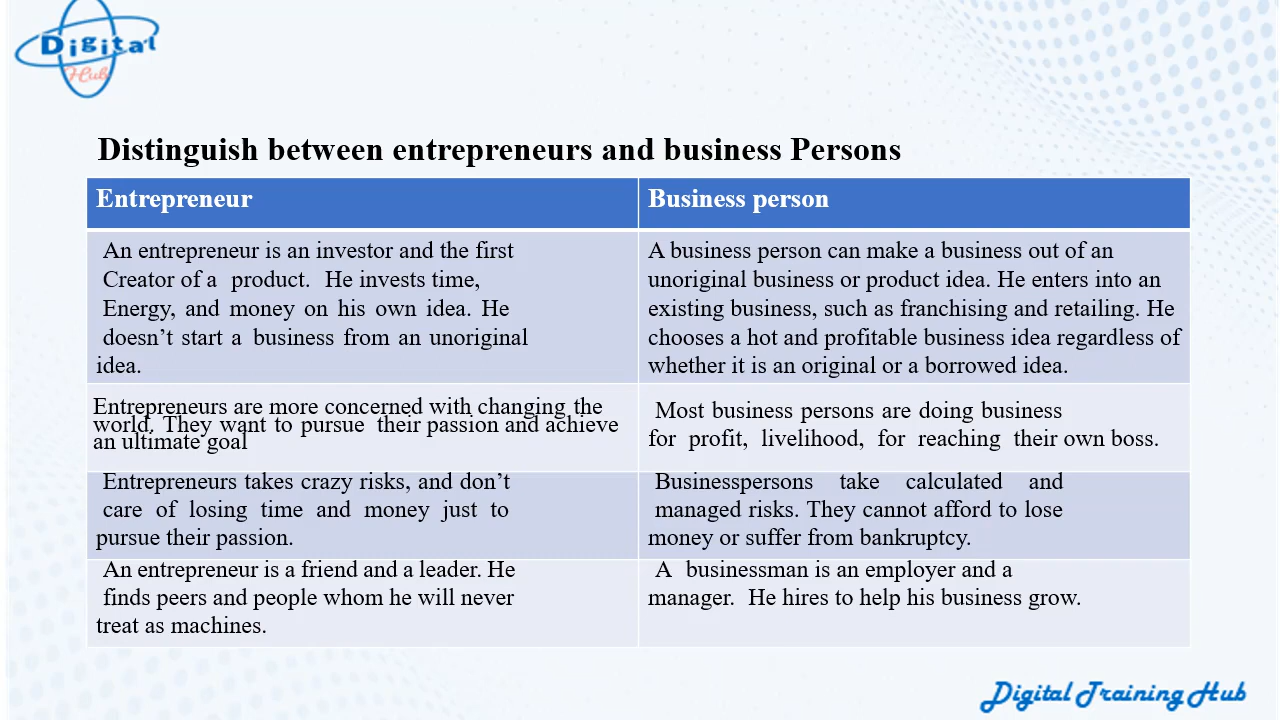 Digital
Hub
Distinguish between entrepreneurs and business Persons
Entrepreneur
Business person
An entrepreneur is an investor and the first
Creator of a product. He invests time,
Energy, and money on his own idea. He
doesn't start a business from an unoriginal
idea.
A business person can make a business out of an
unoriginal business or product idea. He enters into an
existing business, such as franchising and retailing. He
chooses a hot and profitable business idea regardless of
whether it is an original or a borrowed idea.
Entrepreneurs are more concerned with changing the
world. They want to pursue their passion and achieve
an ultimate goal
Most business persons are doing business
for profit, livelihood, for reaching their own boss.
Entrepreneurs takes crazy risks, and don't
care of losing time and money just to
pursue their passion.
Businesspersons take calculated and
managed risks. They cannot afford to lose
money or suffer from bankruptcy.
An entrepreneur is a friend and a leader. He
finds peers and people whom he will never
treat as machines.
A businessman is an employer and a
manager. He hires to help his business grow.
Digital Training Hub